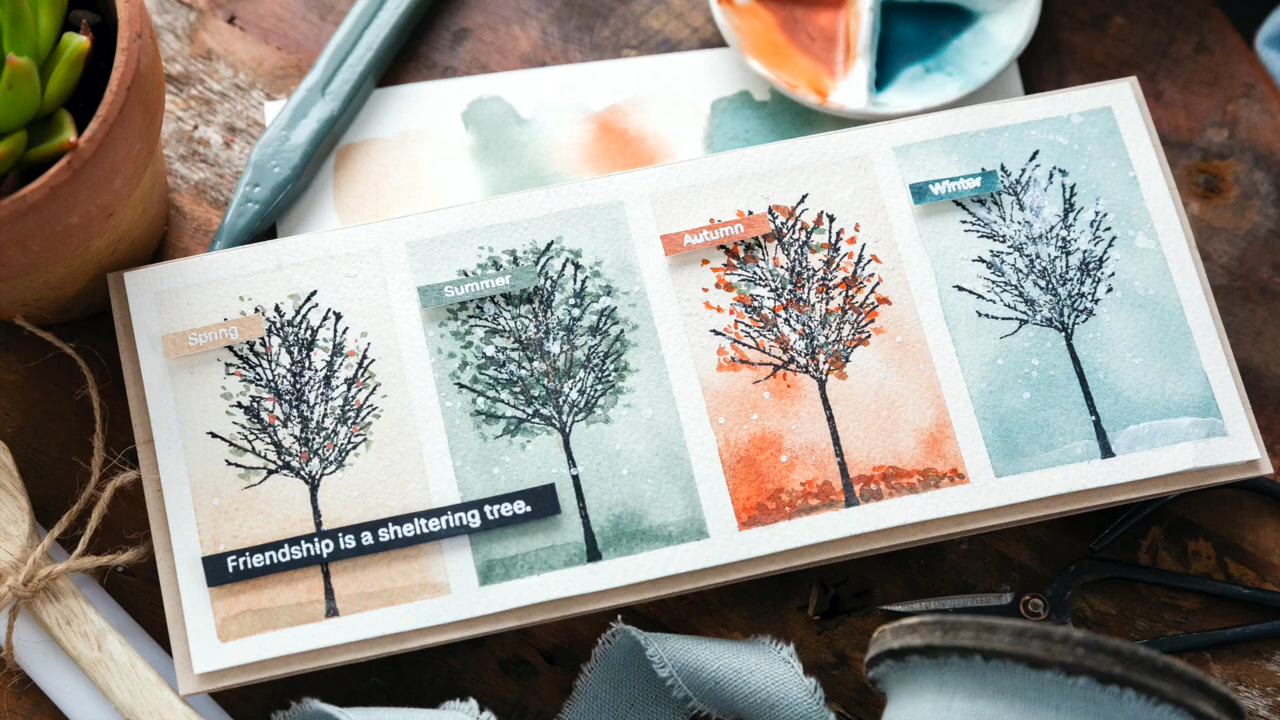 Spring
Summer
Autumn
Winter
Friendship is a sheltering tree.